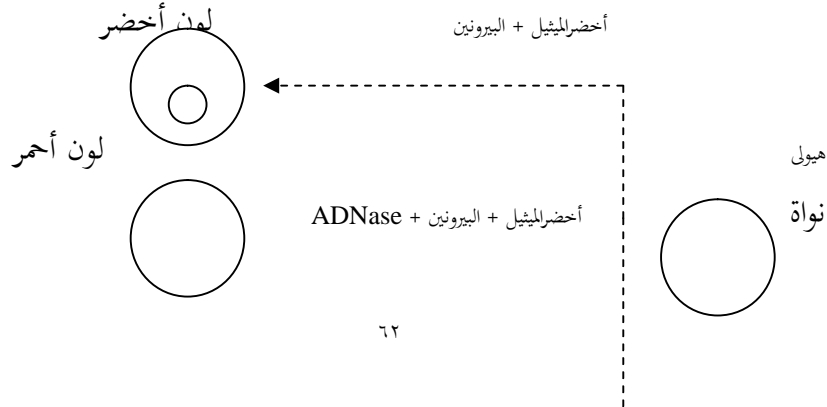 أخضرالميثيل + البيرونين
لون أخضر
هيولى
لون أحمر
نواة
أخضرالميثيل + البيرونين + ADNase
٦٢